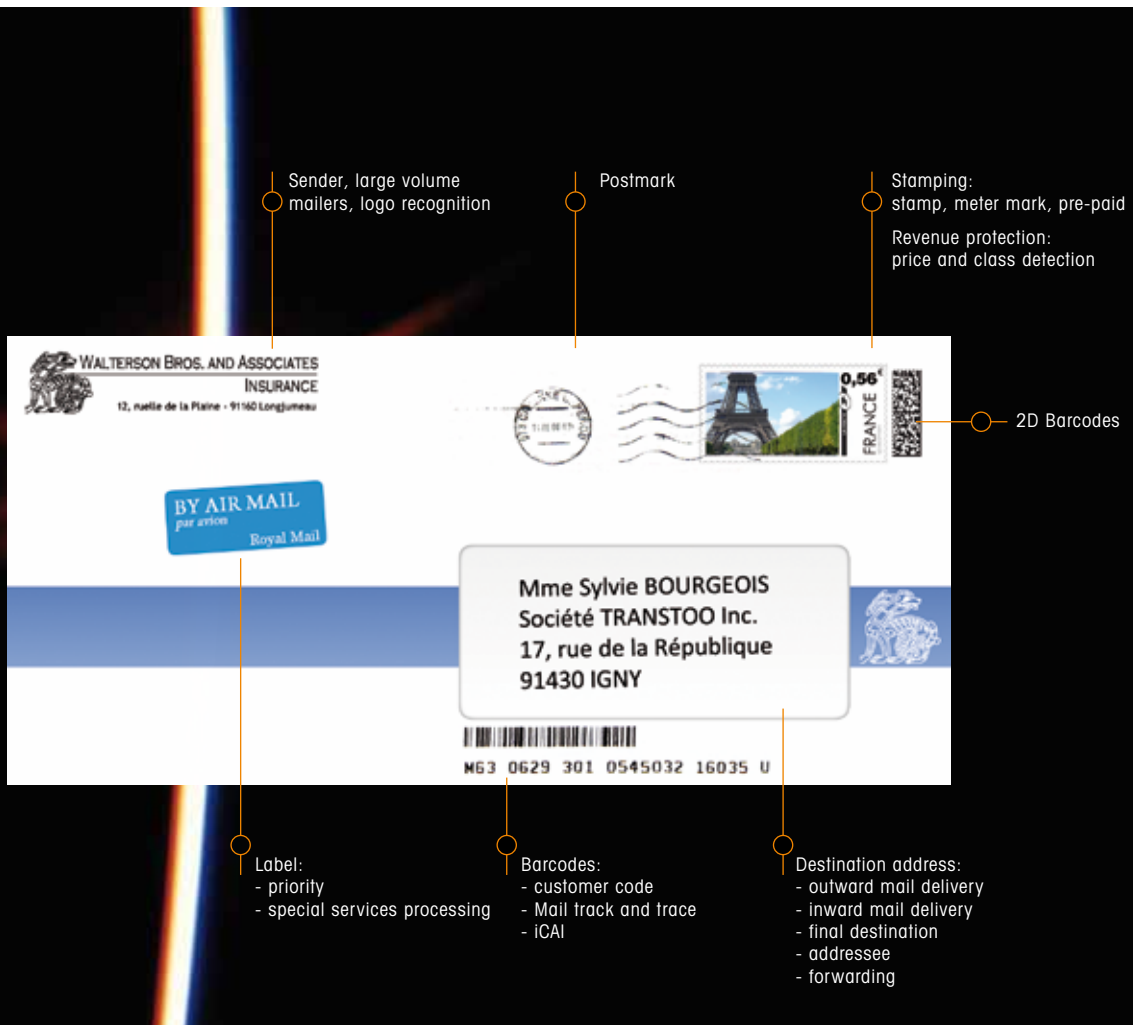 Sender, large volume
mailers, logo recognition
Postmark
Stamping:
stamp, meter mark, pre-paid
Revenue protection:
price and class detection
WALTERSON BROS. AND ASSOCIATES
INSURANCE
12, ruelle de la Plaine - 91160 Longjumeau
0,56€
FRANCE
2D Barcodes
BY AIR MAIL
par avion
Royal Mail
Mme Sylvie BOURGEOIS
Société TRANSTOO Inc.
17, rue de la République
91430 IGNY
M63 0629 301 0545032 16035 U
Label:
- priority
- special services processing
Barcodes:
- customer code
- Mail track and trace
- iCAI
Destination address:
- outward mail delivery
- inward mail delivery
- final destination
- addressee
- forwarding